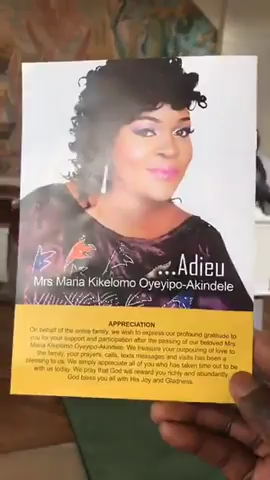 ...Adieu
Mrs Maria Kikelomo Oyeyipo-Akindele
APPRECIATION
On behalf of the entire family, we wish to express our profound gratitude to
you for your support and participation after the passing of our beloved Mrs
Maria Kikelomo Oyeyipo-Akindele. We treasure your outpouring of love to
the family, your prayers, calls, texts messages and visits has been a
blessing to us. We simply appreciate all of you who has taken time out to be
with us today. We pray that God will reward you richly and abundantly.
God bless you all with His Joy and Gladness.